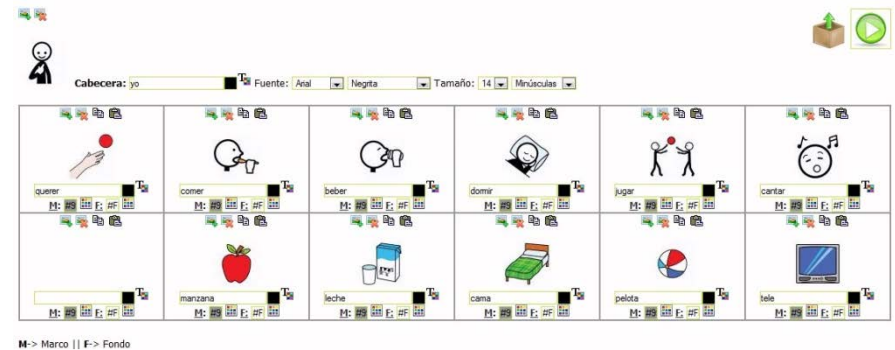 Cabecera: yo T Fuente: Arial Negrita Tamaño: 14 Minúsculas
querer T comer T beber T dormir T jugar T cantar T
M: #9 F: #F M: #9 F: #F M: #9 F: #F M: #9 F: #F M: #9 F: #F M: #9 F: #F
T manzana T leche T cama T pelota T tele T
M: #9 F: #F M: #9 F: #F M: #9 F: #F M: #9 F: #F M: #9 F: #F M: #9 F: #F
M-> Marco || F-> Fondo